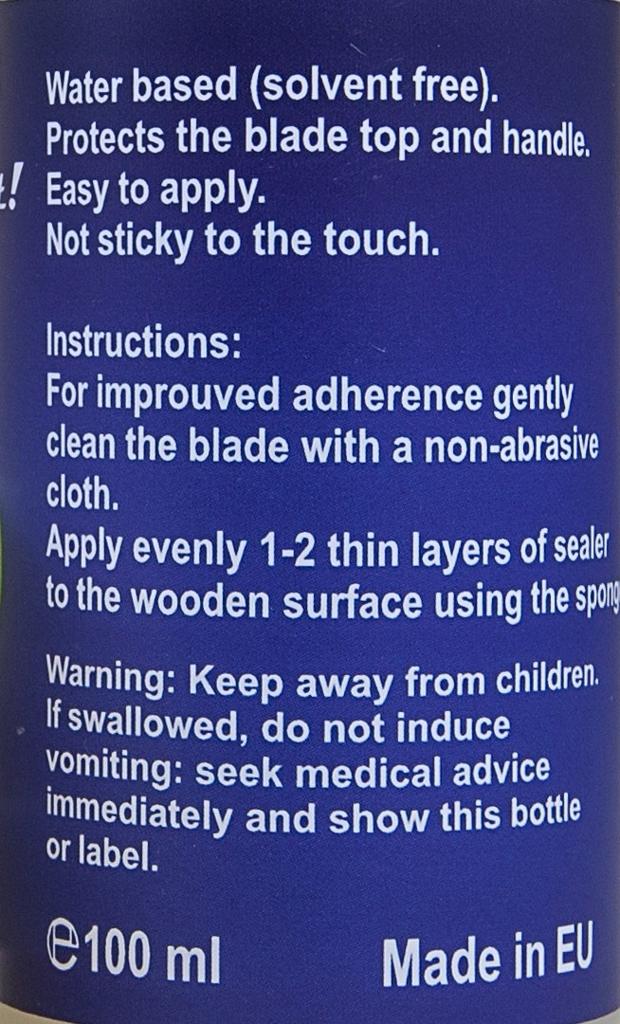 Water based (solvent free).
Protects the blade top and handle.
Easy to apply.
Not sticky to the touch.
Instructions:
For improuved adherence gently
clean the blade with a non-abrasive
cloth.
Apply evenly 1-2 thin layers of sealer
to the wooden surface using the spong
Warning: Keep away from children.
If swallowed, do not induce
vomiting: seek medical advice
immediately and show this bottle
or label.
℮100 ml Made in EU